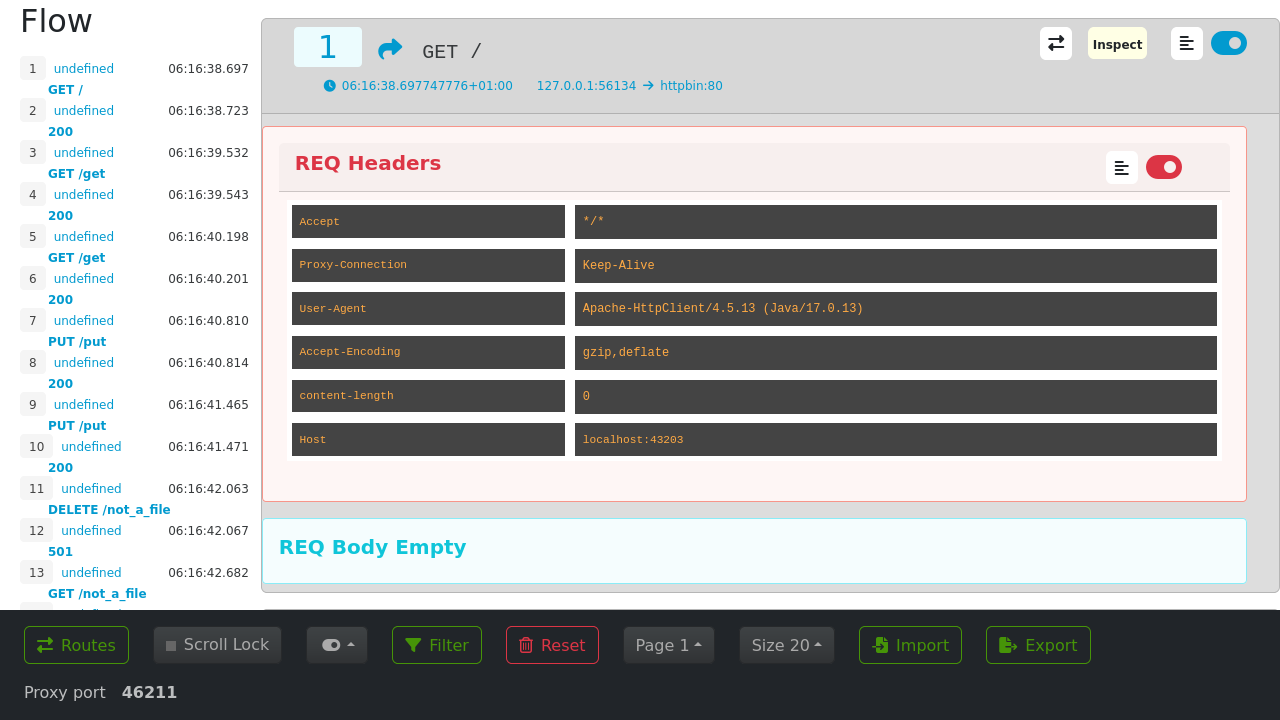 Flow
1 undefined 06:16:38.697
GET /
2 undefined 06:16:38.723
200
3 undefined 06:16:39.532
GET /get
4 undefined 06:16:39.543
200
5 undefined 06:16:40.198
GET /get
6 undefined 06:16:40.201
200
7 undefined 06:16:40.810
PUT /put
8 undefined 06:16:40.814
200
9 undefined 06:16:41.465
PUT /put
10 undefined 06:16:41.471
200
11 undefined 06:16:42.063
DELETE /not_a_file
12 undefined 06:16:42.067
501
13 undefined 06:16:42.682
GET /not_a_file
1 GET / Inspect
06:16:38.697747776+01:00 127.0.0.1:56134 → httpbin:80
REQ Headers
Accept */*
Proxy-Connection Keep-Alive
User-Agent Apache-HttpClient/4.5.13 (Java/17.0.13)
Accept-Encoding gzip,deflate
content-length 0
Host localhost:43203
REQ Body Empty
Routes Scroll Lock Filter Reset Page 1 Size 20 Import Export
Proxy port 46211